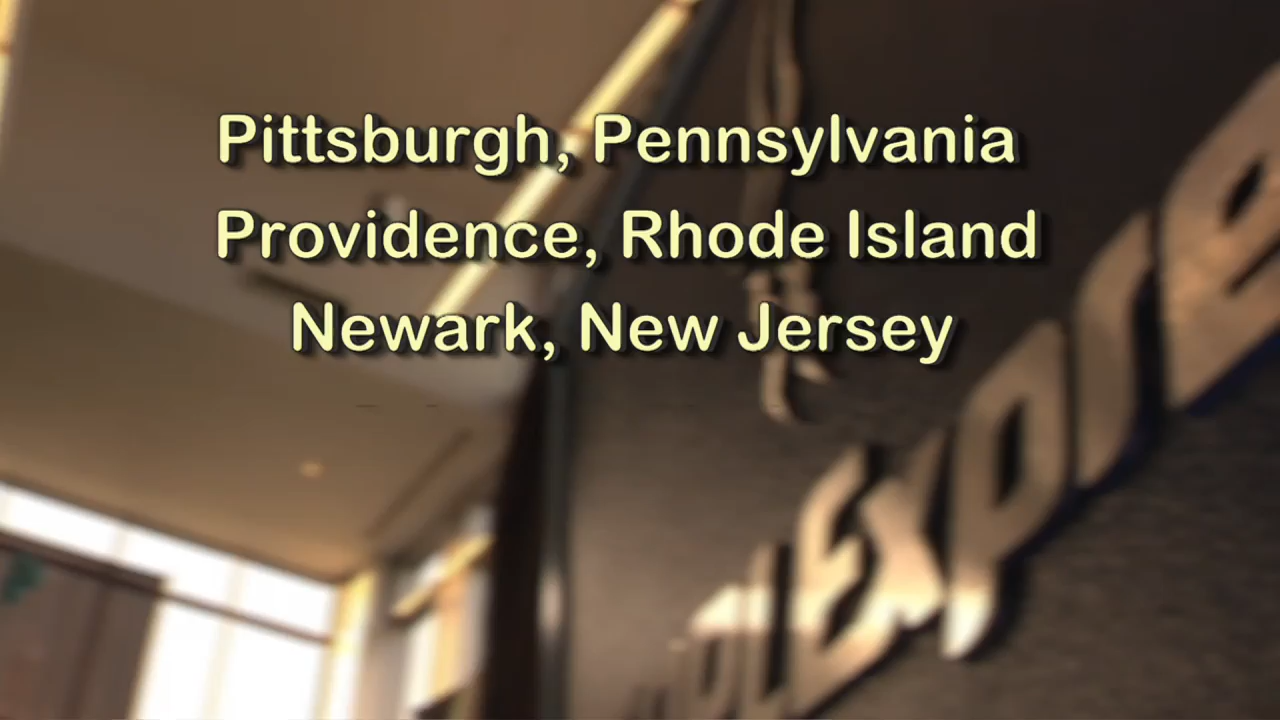 Pittsburgh, Pennsylvania
Providence, Rhode Island
Newark, New Jersey